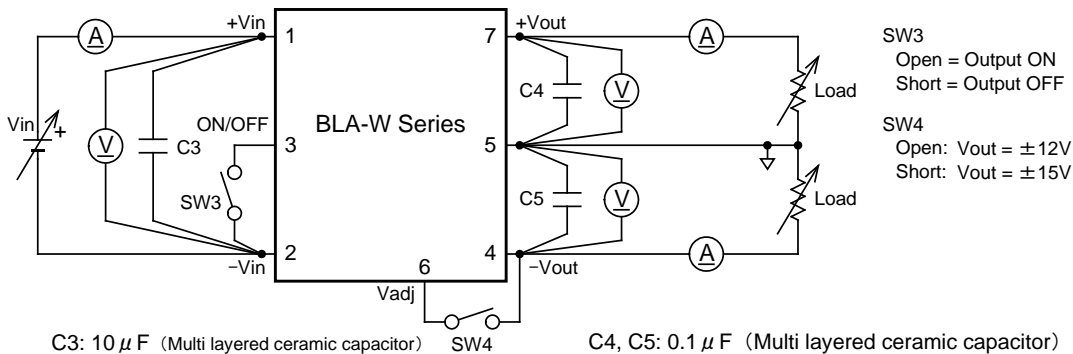 +Vin
A
1
BLA-W Series
7
+Vout
A
SW3
Open = Output ON
Short = Output OFF
Vin
+
V
C3
ON/OFF
3
SW3
C4
V
Load
5
SW4
Open: Vout = ±12V
Short: Vout = ±15V
C5
V
Load
2
−Vin
6
Vadj
4
−Vout
A
SW4
C3: 10 μ F (Multi layered ceramic capacitor)
C4, C5: 0.1 μ F (Multi layered ceramic capacitor)